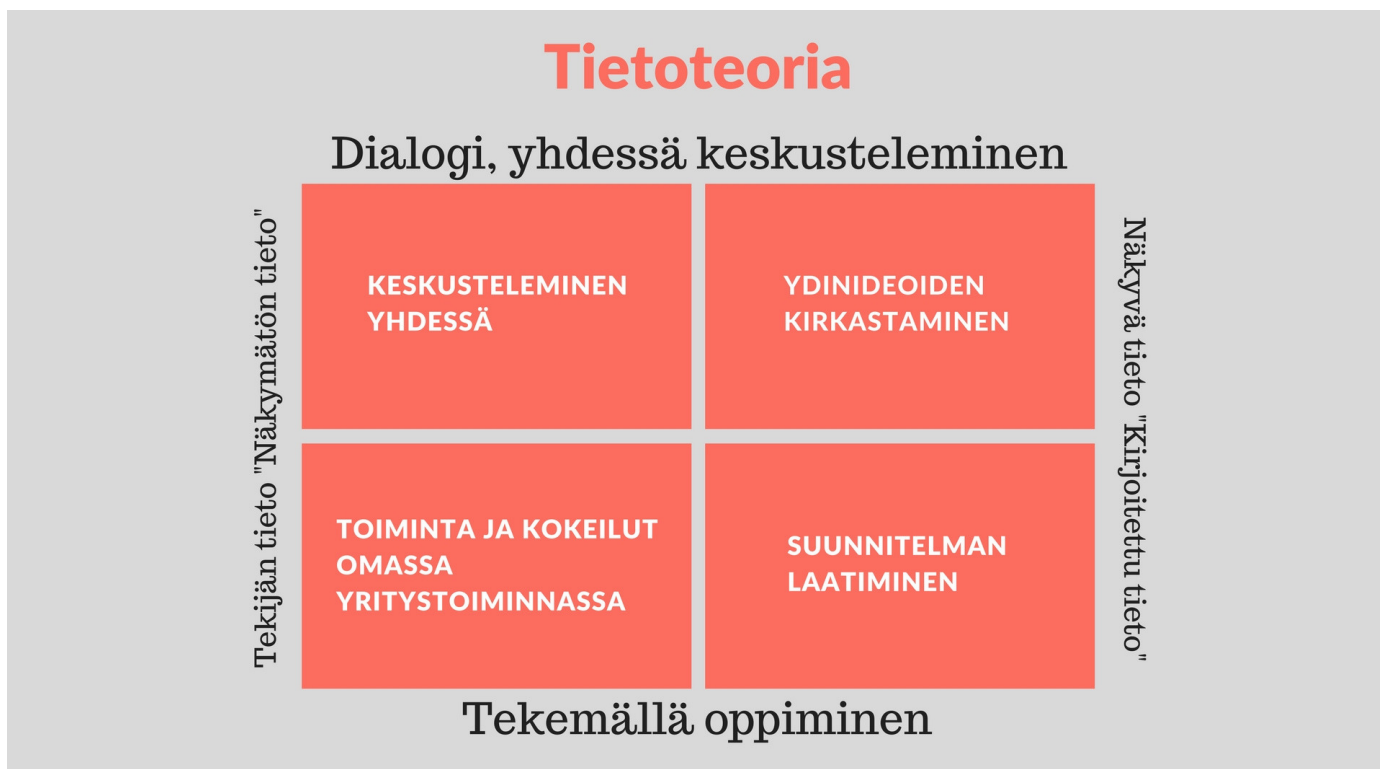 Tietoteoria
Dialogi, yhdessä keskusteleminen
Tekijän tieto "Näkymätön tieto"
KESKUSTELEMINEN
YHDESSÄ
YDINIDEOIDEN
KIRKASTAMINEN
Näkyvä tieto "Kirjoitettu tieto"
TOIMINTA JA KOKEILUT
OMASSA
YRITYSTOIMINNASSA
SUUNNITELMAN
LAATIMINEN
Tekemällä oppiminen